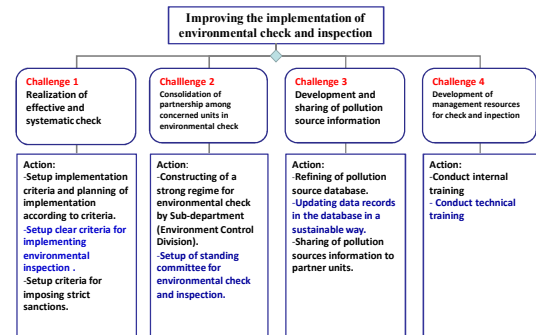 Improving the implementation of
environmental check and inspection
Challenge 1
Realization of
effective and
systematic check
Challlenge 2
Consolidation of
partnership among
concerned units in
environmental check
Challenge 3
Development and
sharing of pollution
source information
Challenge 4
Development of
management resources
for check and inpection
Action:
-Setup implementation
criteria and planning of
implementation
according to criteria.
-Setup clear criteria for
implementing
environmental
inspection .
-Setup criteria for
imposing strict
sanctions.
Action:
-Constructing of a
strong regime for
environmental check
by Sub-department
(Environment Control
Division).
-Setup of standing
committee for
environmental check
and inspection.
Action:
-Refining of pollution
source database.
-Updating data records
in the database in a
sustainable way.
-Sharing of pollution
sources information to
partner units.
Action:
-Conduct internal
training
- Conduct technical
training